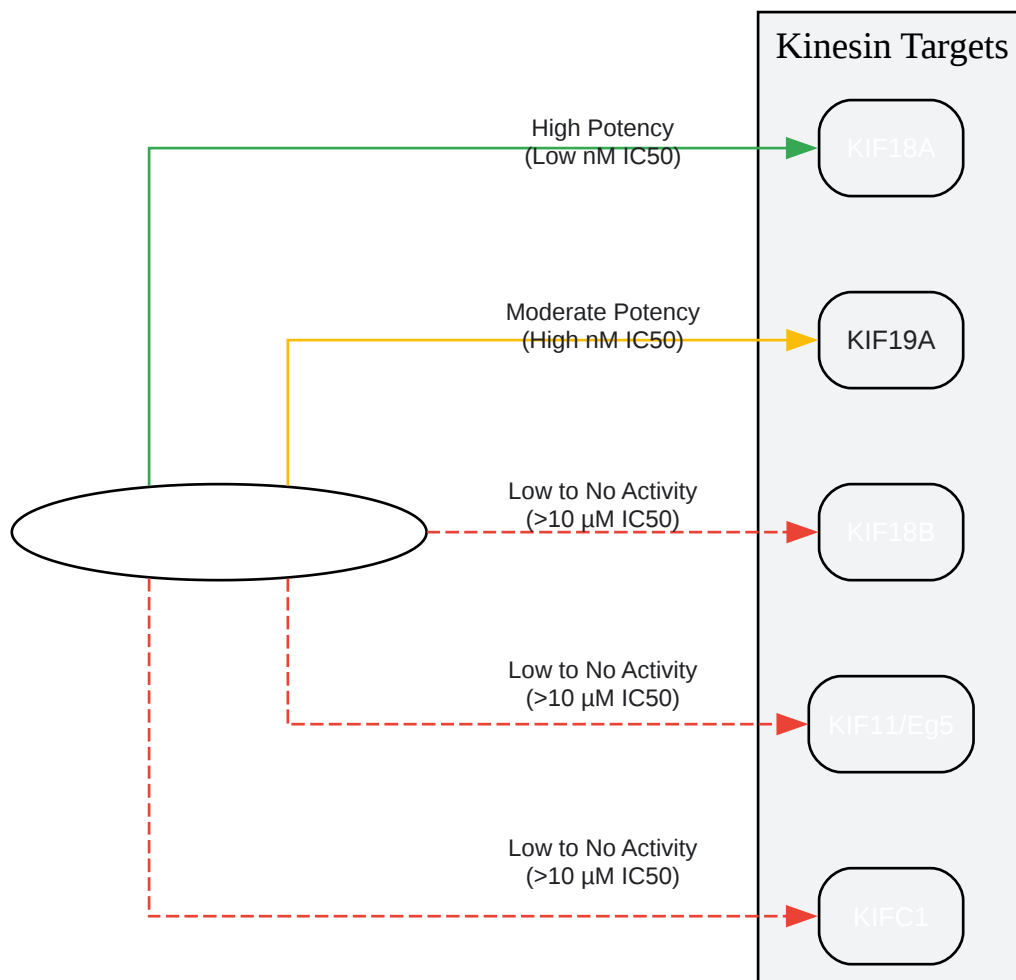 Kinesin Targets
High Potency
(Low nM IC50)
KIF18A
Moderate Potency
(High nM IC50)
KIF19A
Low to No Activity
(>10 µM IC50)
KIF18B
Low to No Activity
(>10 µM IC50)
KIF11/Eg5
Low to No Activity
(>10 µM IC50)
KIFC1